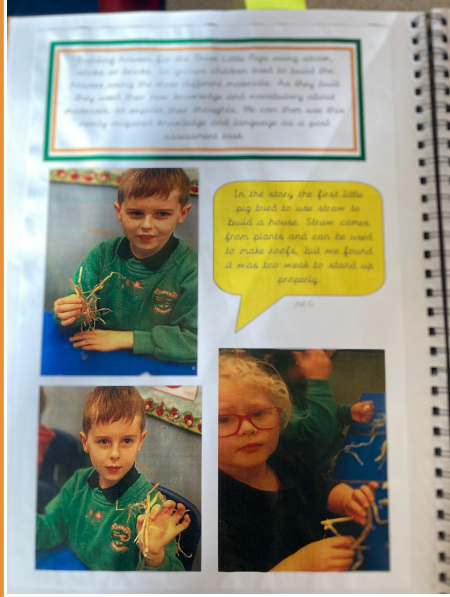 Building houses for the Three Little Pigs using straw,
sticks or bricks. In groups children tried to build the
houses using the three different materials. As they built
they used their new knowledge and vocabulary about
materials to explain their thoughts. We can then use this
newly acquired knowledge and language as a post
assessment task.
In the story the first little
pig tried to use straw to
build a house. Straw comes
from plants and can be used
to make roofs, but we found
it was too weak to stand up
properly.